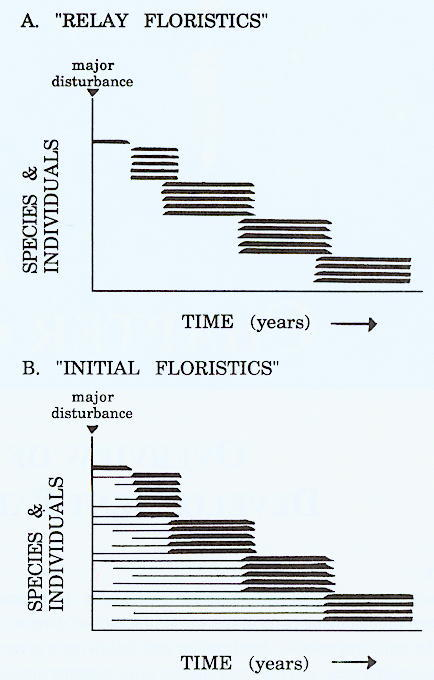 A. "RELAY FLORISTICS"
major
disturbance
SPECIES &
INDIVIDUALS
TIME (years)
B. "INITIAL FLORISTICS"
major
disturbance
SPECIES &
INDIVIDUALS
TIME (years)